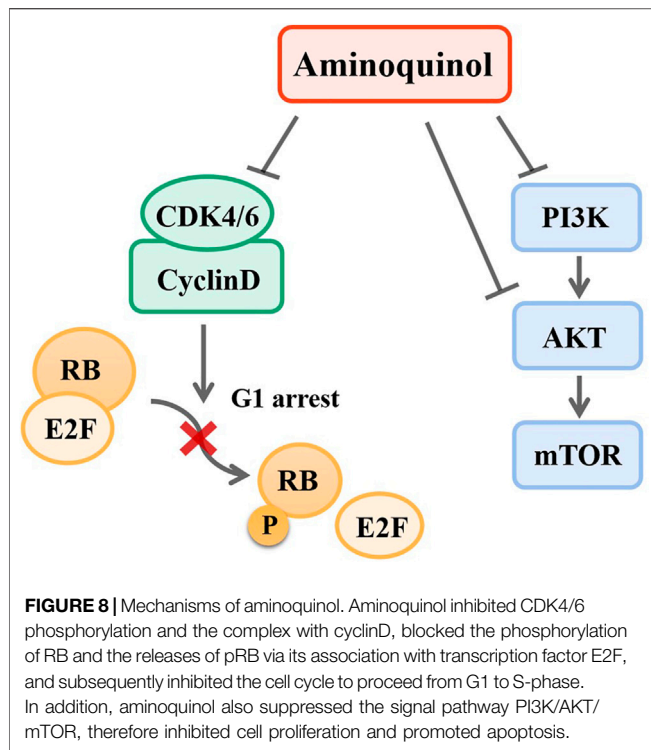 Aminoquinol
CDK4/6
CyclinD
PI3K
AKT
mTOR
RB
E2F
G1 arrest
RB
P
E2F
FIGURE 8 | Mechanisms of aminoquinol. Aminoquinol inhibited CDK4/6
phosphorylation and the complex with cyclinD, blocked the phosphorylation
of RB and the releases of pRB via its association with transcription factor E2F,
and subsequently inhibited the cell cycle to proceed from G1 to S-phase.
In addition, aminoquinol also suppressed the signal pathway PI3K/AKT/
mTOR, therefore inhibited cell proliferation and promoted apoptosis.